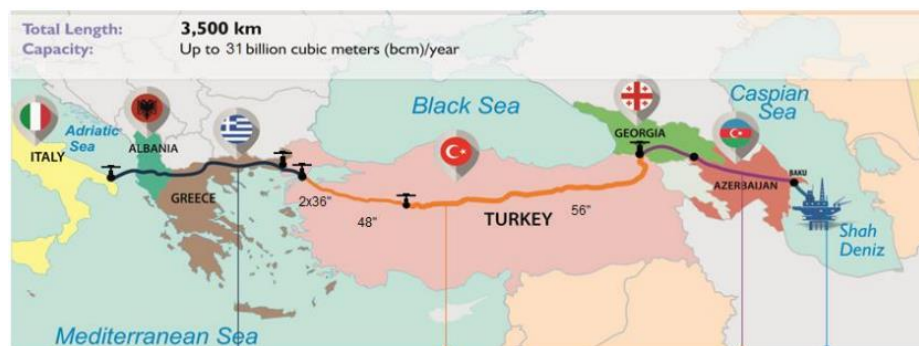 Total Length: 3,500 km
Capacity: Up to 31 billion cubic meters (bcm)/year
Black Sea
Caspian
Sea
Adriatic
Sea
ITALY
ALBANIA
GREECE
GEORGIA
AZERBAIJAN
BAKU
2x36"
48"
TURKEY
56"
Shah
Deniz
Mediterranean Sea